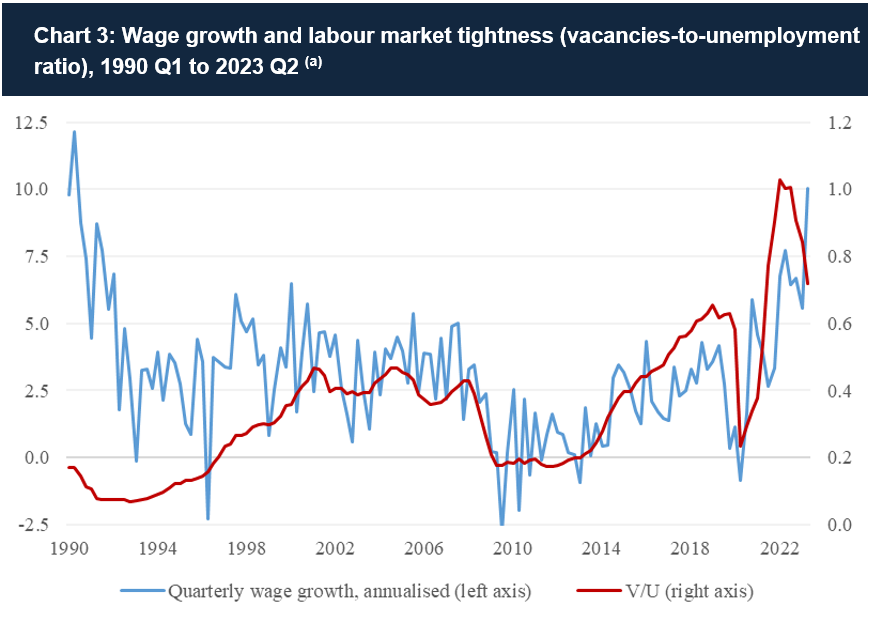 Chart 3: Wage growth and labour market tightness (vacancies-to-unemployment
ratio), 1990 Q1 to 2023 Q2 (a)
12.5 1.2
10.0 1.0
7.5 0.8
5.0 0.6
2.5 0.4
0.0 0.2
-2.5 0.0
1990 1994 1998 2002 2006 2010 2014 2018 2022
Quarterly wage growth, annualised (left axis) V/U (right axis)